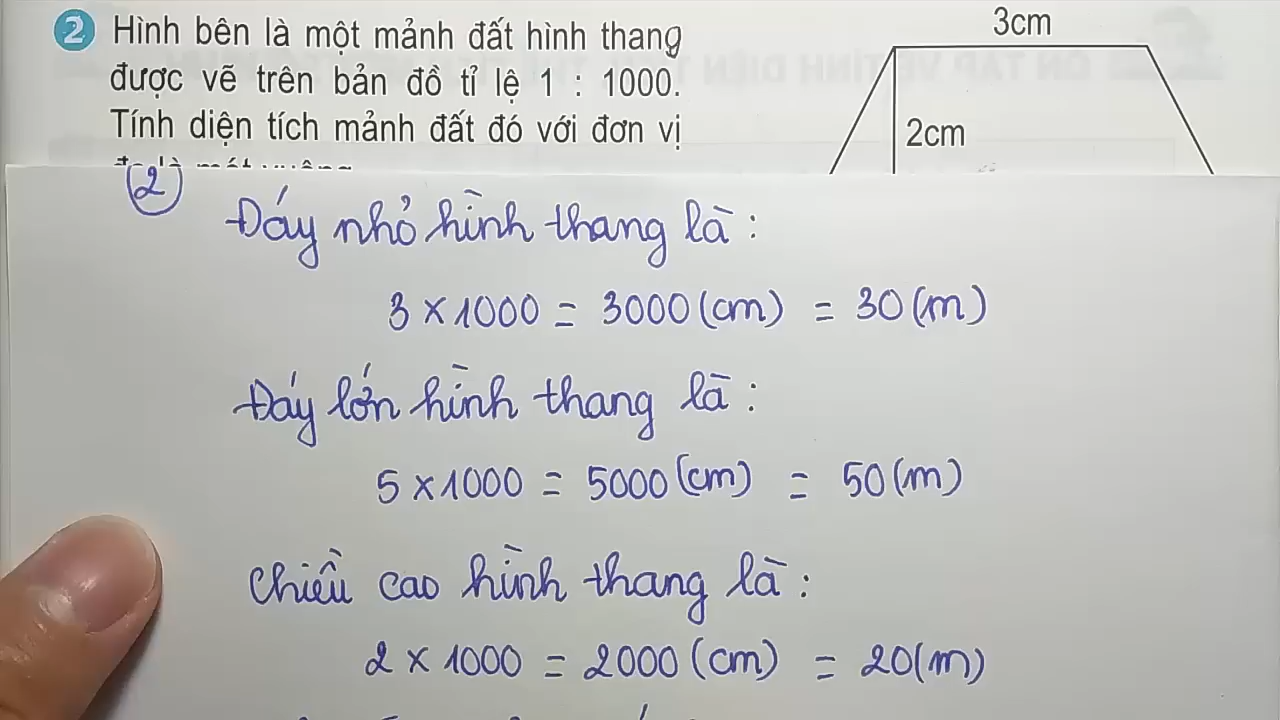 2 Hình bên là một mảnh đất hình thang
được vẽ trên bản đồ tỉ lệ 1 : 1000.
Tính diện tích mảnh đất đó với đơn vị
3cm
2cm
2
Đáy nhỏ hình thang là :
3 × 1000 = 3000 (cm) = 30 (m)
Đáy lớn hình thang là :
5 × 1000 = 5000 (cm) = 50 (m)
Chiều cao hình thang là :
2 × 1000 = 2000 (cm) = 20 (m)